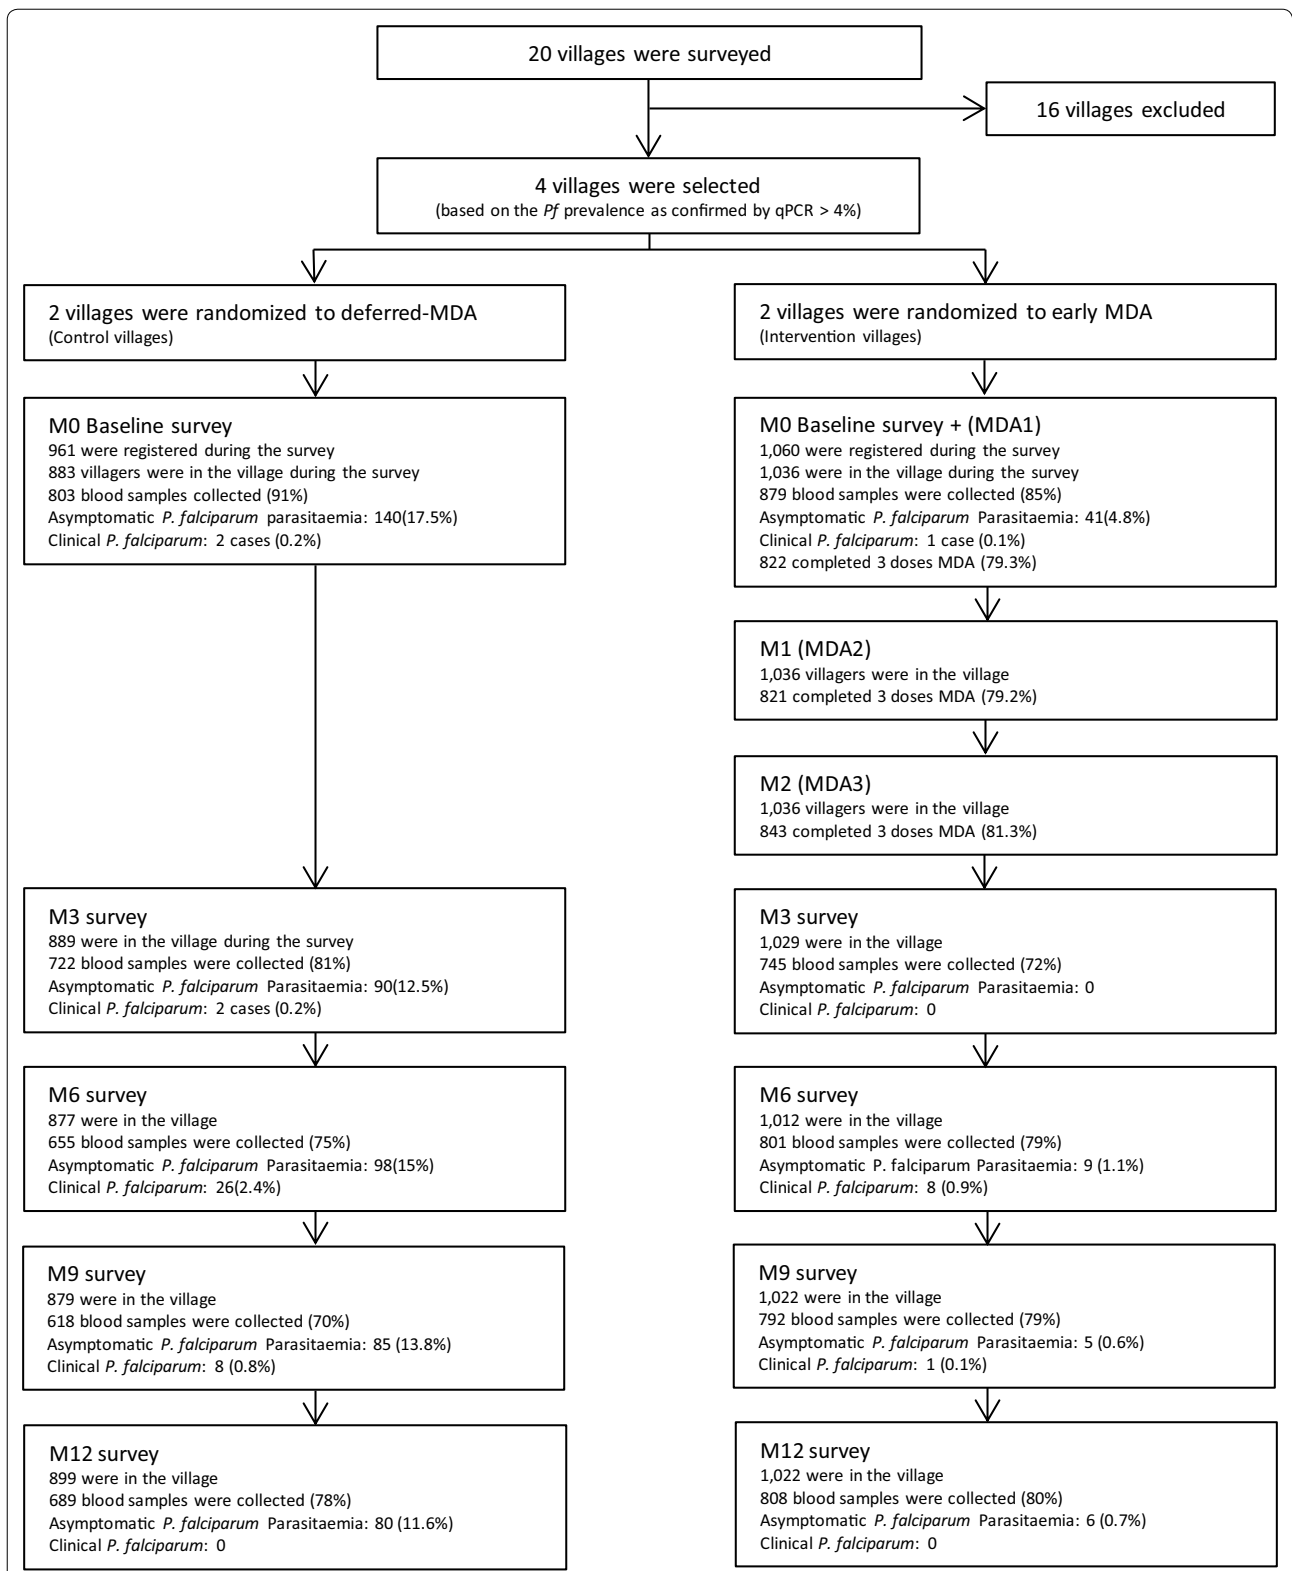 20 villages were surveyed
16 villages excluded
4 villages were selected
(based on the Pf prevalence as confirmed by qPCR > 4%)
2 villages were randomized to deferred-MDA
(Control villages)
2 villages were randomized to early MDA
(Intervention villages)
M0 Baseline survey
961 were registered during the survey
883 villagers were in the village during the survey
803 blood samples collected (91%)
Asymptomatic P. falciparum parasitaemia: 140(17.5%)
Clinical P. falciparum: 2 cases (0.2%)
M0 Baseline survey + (MDA1)
1,060 were registered during the survey
1,036 were in the village during the survey
879 blood samples were collected (85%)
Asymptomatic P. falciparum Parasitaemia: 41(4.8%)
Clinical P. falciparum: 1 case (0.1%)
822 completed 3 doses MDA (79.3%)
M1 (MDA2)
1,036 villagers were in the village
821 completed 3 doses MDA (79.2%)
M2 (MDA3)
1,036 villagers were in the village
843 completed 3 doses MDA (81.3%)
M3 survey
889 were in the village during the survey
722 blood samples were collected (81%)
Asymptomatic P. falciparum Parasitaemia: 90(12.5%)
Clinical P. falciparum: 2 cases (0.2%)
M3 survey
1,029 were in the village
745 blood samples were collected (72%)
Asymptomatic P. falciparum Parasitaemia: 0
Clinical P. falciparum: 0
M6 survey
877 were in the village
655 blood samples were collected (75%)
Asymptomatic P. falciparum Parasitaemia: 98(15%)
Clinical P. falciparum: 26(2.4%)
M6 survey
1,012 were in the village
801 blood samples were collected (79%)
Asymptomatic P. falciparum Parasitaemia: 9 (1.1%)
Clinical P. falciparum: 8 (0.9%)
M9 survey
879 were in the village
618 blood samples were collected (70%)
Asymptomatic P. falciparum Parasitaemia: 85 (13.8%)
Clinical P. falciparum: 8 (0.8%)
M9 survey
1,022 were in the village
792 blood samples were collected (79%)
Asymptomatic P. falciparum Parasitaemia: 5 (0.6%)
Clinical P. falciparum: 1 (0.1%)
M12 survey
899 were in the village
689 blood samples were collected (78%)
Asymptomatic P. falciparum Parasitaemia: 80 (11.6%)
Clinical P. falciparum: 0
M12 survey
1,022 were in the village
808 blood samples were collected (80%)
Asymptomatic P. falciparum Parasitaemia: 6 (0.7%)
Clinical P. falciparum: 0